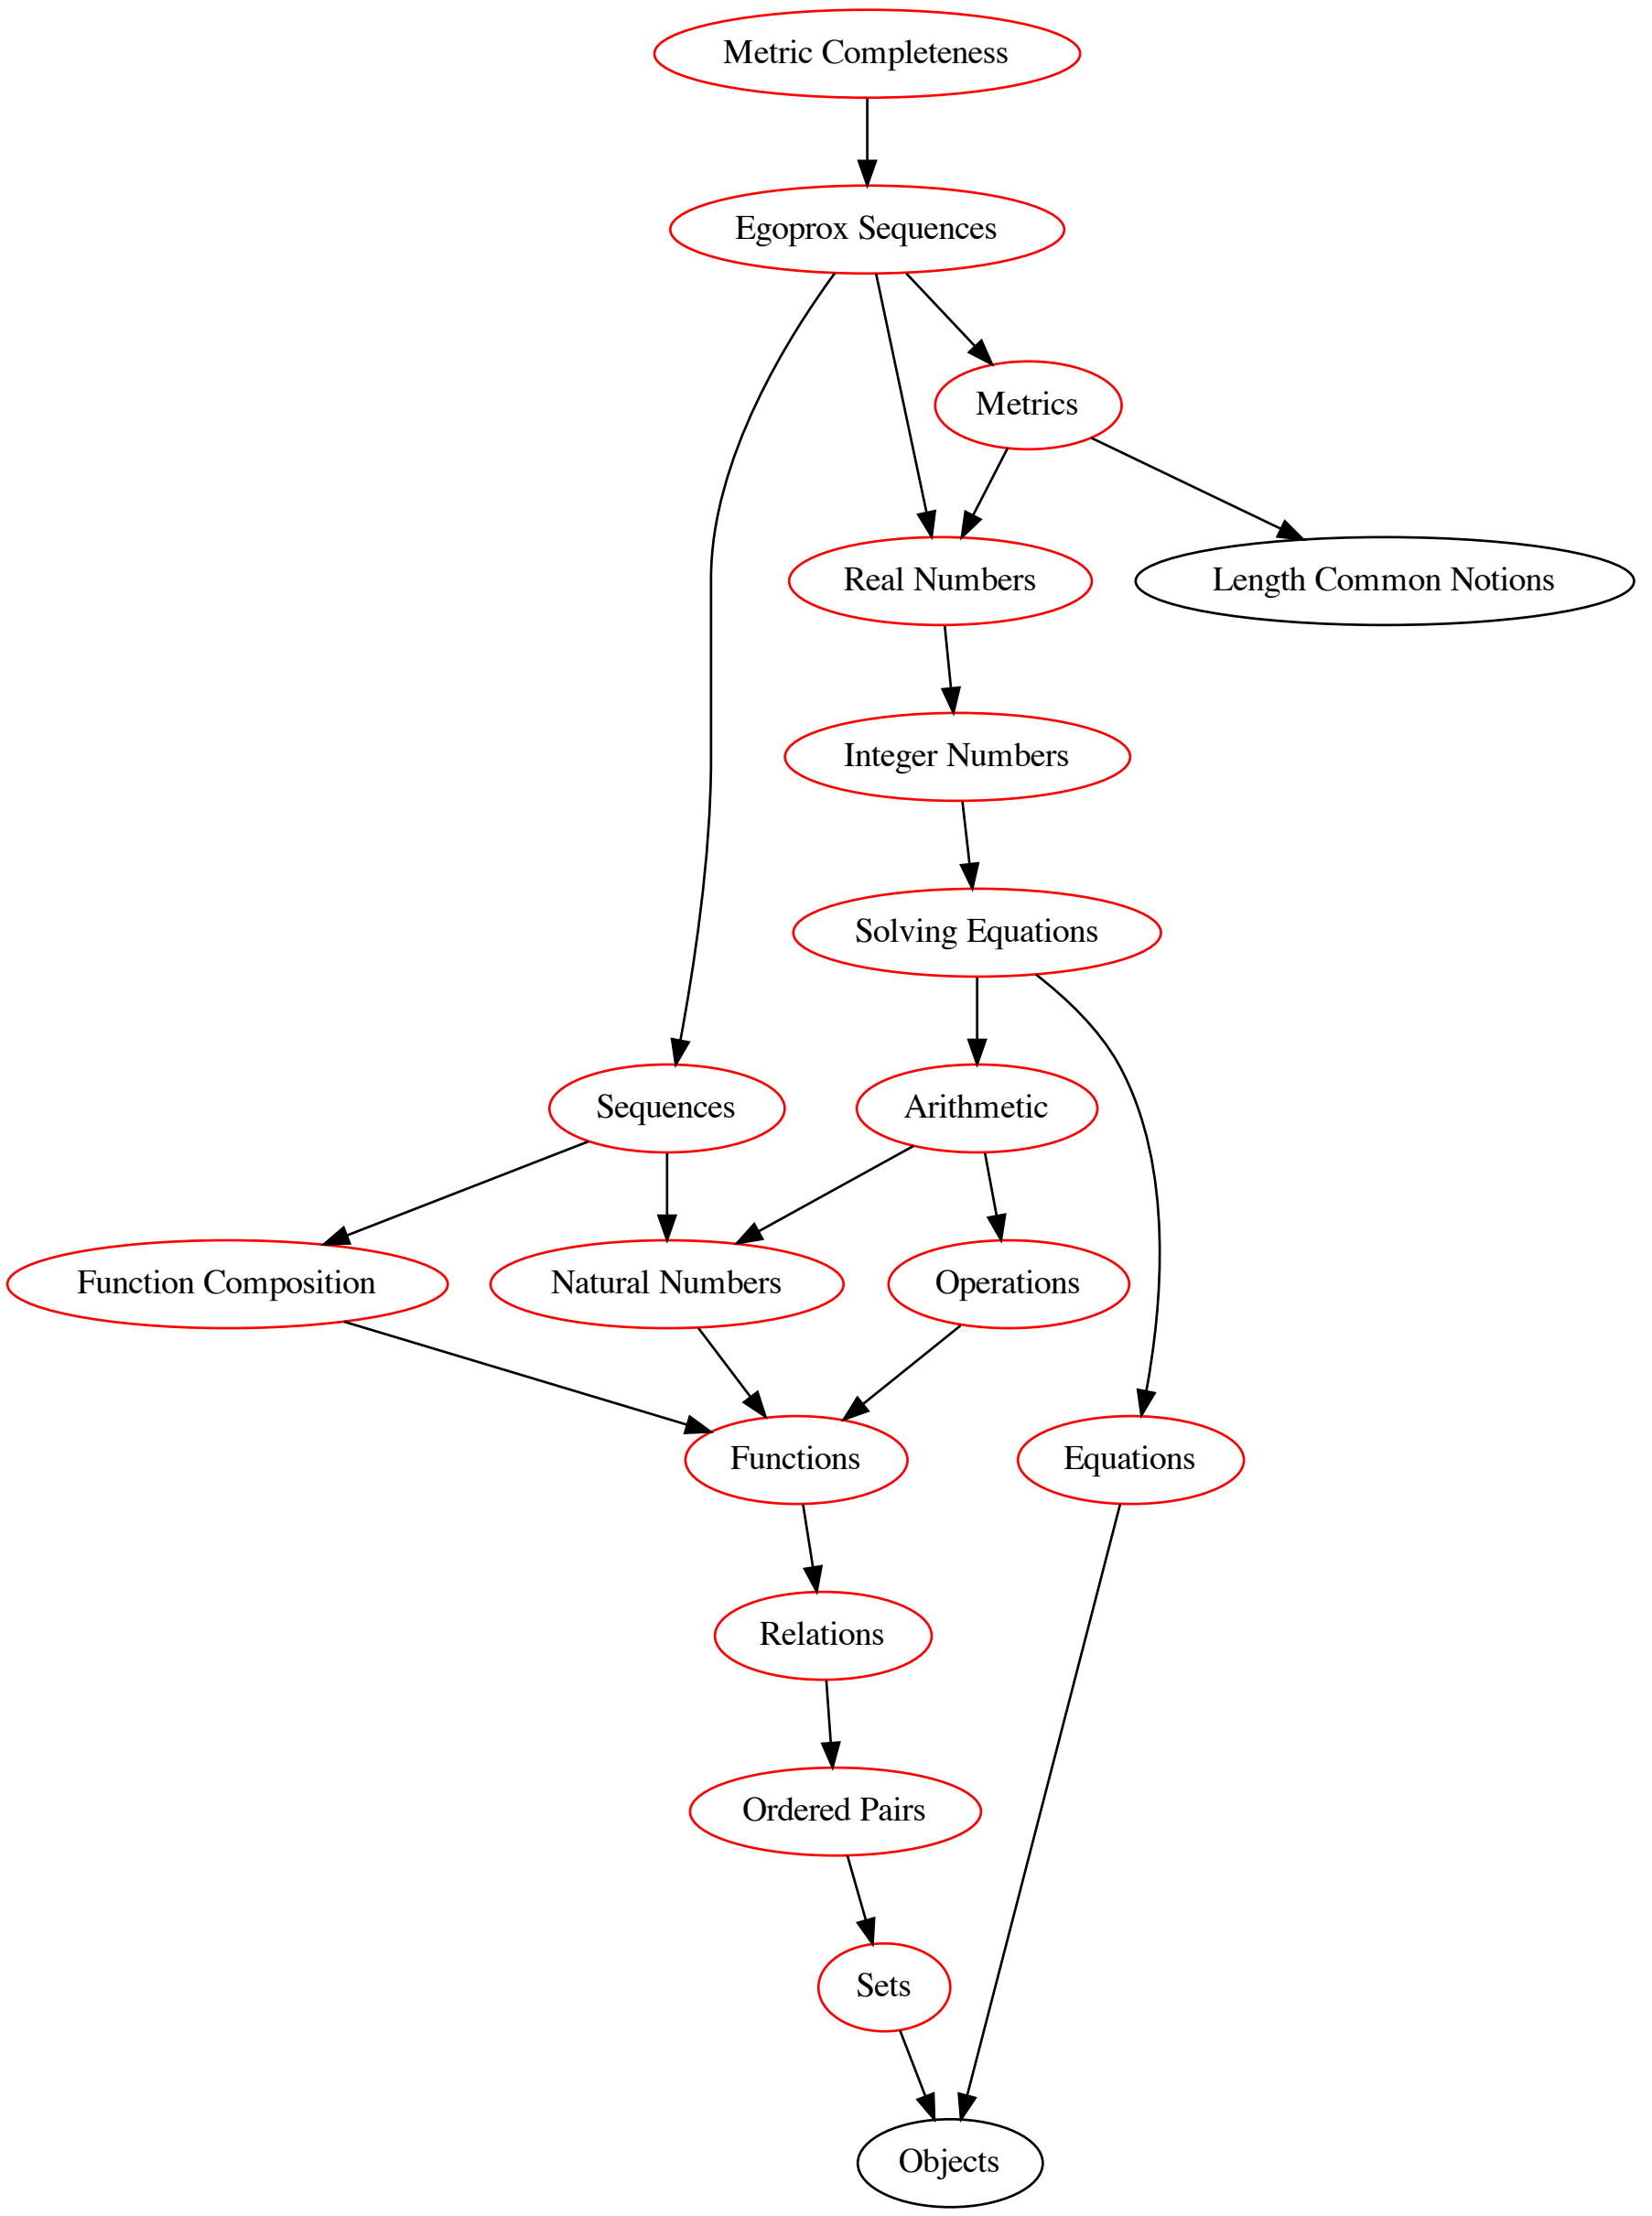 Metric Completeness
Egoprox Sequences
Metrics
Real Numbers
Length Common Notions
Integer Numbers
Solving Equations
Sequences
Arithmetic
Function Composition
Natural Numbers
Operations
Functions
Equations
Relations
Ordered Pairs
Sets
Objects